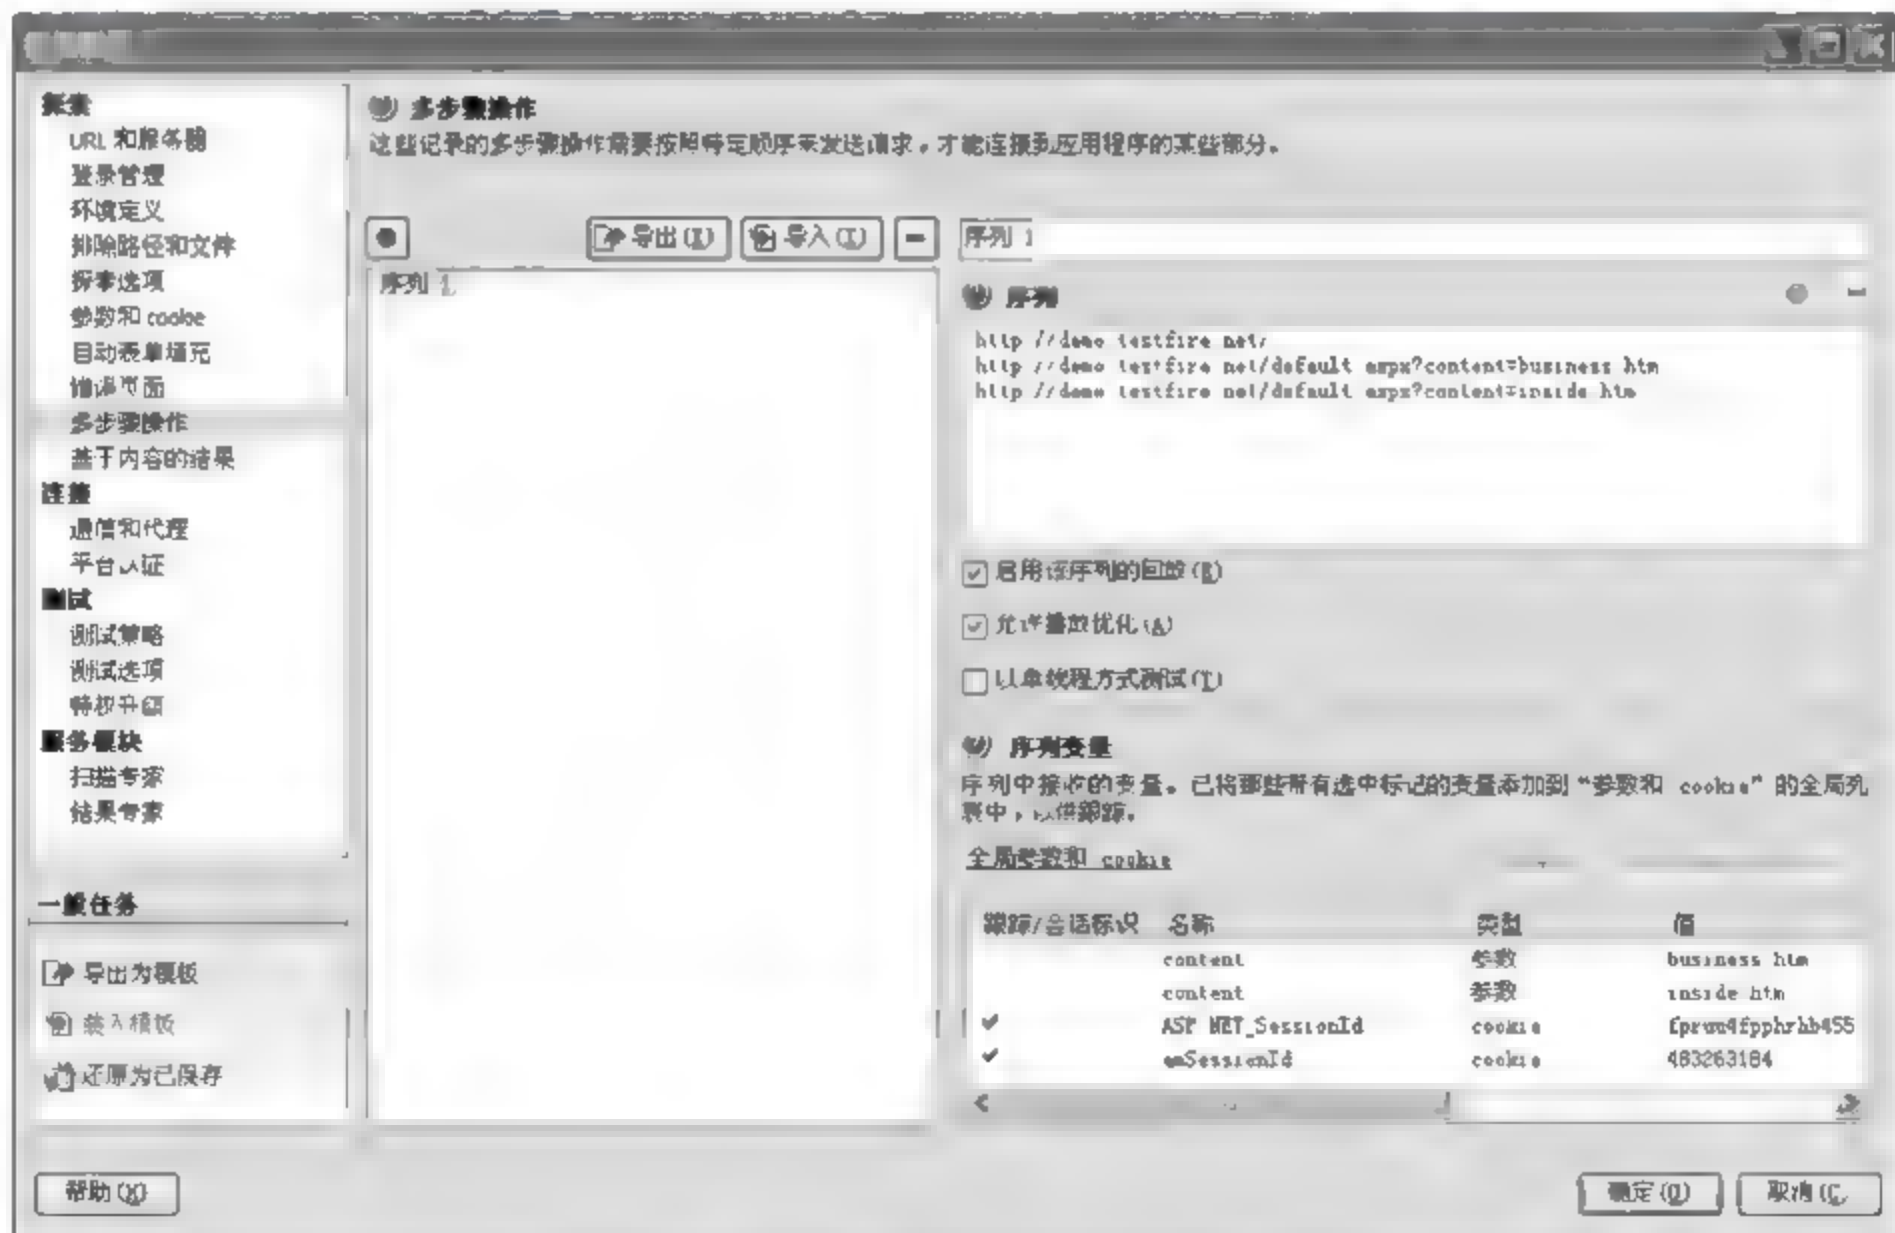 探索
URL 和服务器
登录管理
环境定义
排除路径和文件
探索选项
参数和 cookie
自动表单填充
错误页面
多步骤操作
基于内容的结果
连接
通信和代理
平台认证
测试
测试策略
测试选项
特权升级
服务模块
扫描专家
结果专家
一般任务
导出为模板
装入模板
还原为已保存
多步骤操作
这些记录的多步骤操作需要按照特定顺序来发送请求，才能连接到应用程序的某些部分。
导出(X) 导入(I)
序列 1
序列 1
序列
http //demo testfire net/
http //demo testfire net/default aspx?content=business htm
http //demo testfire net/default aspx?content=inside htm
启用该序列的回放(R)
允许播放优化(A)
以单线程方式测试(T)
序列变量
序列中接收的变量。已将那些带有选中标记的变量添加到“参数和 cookie”的全局列
表中，以供跟踪。
全局参数和 cookie
跟踪/会话标识 名称 类型 值
content 参数 business htm
content 参数 inside htm
ASP NET_SessionId cookie
amSessionId cookie 483263184
帮助(H) 确定(O) 取消(C